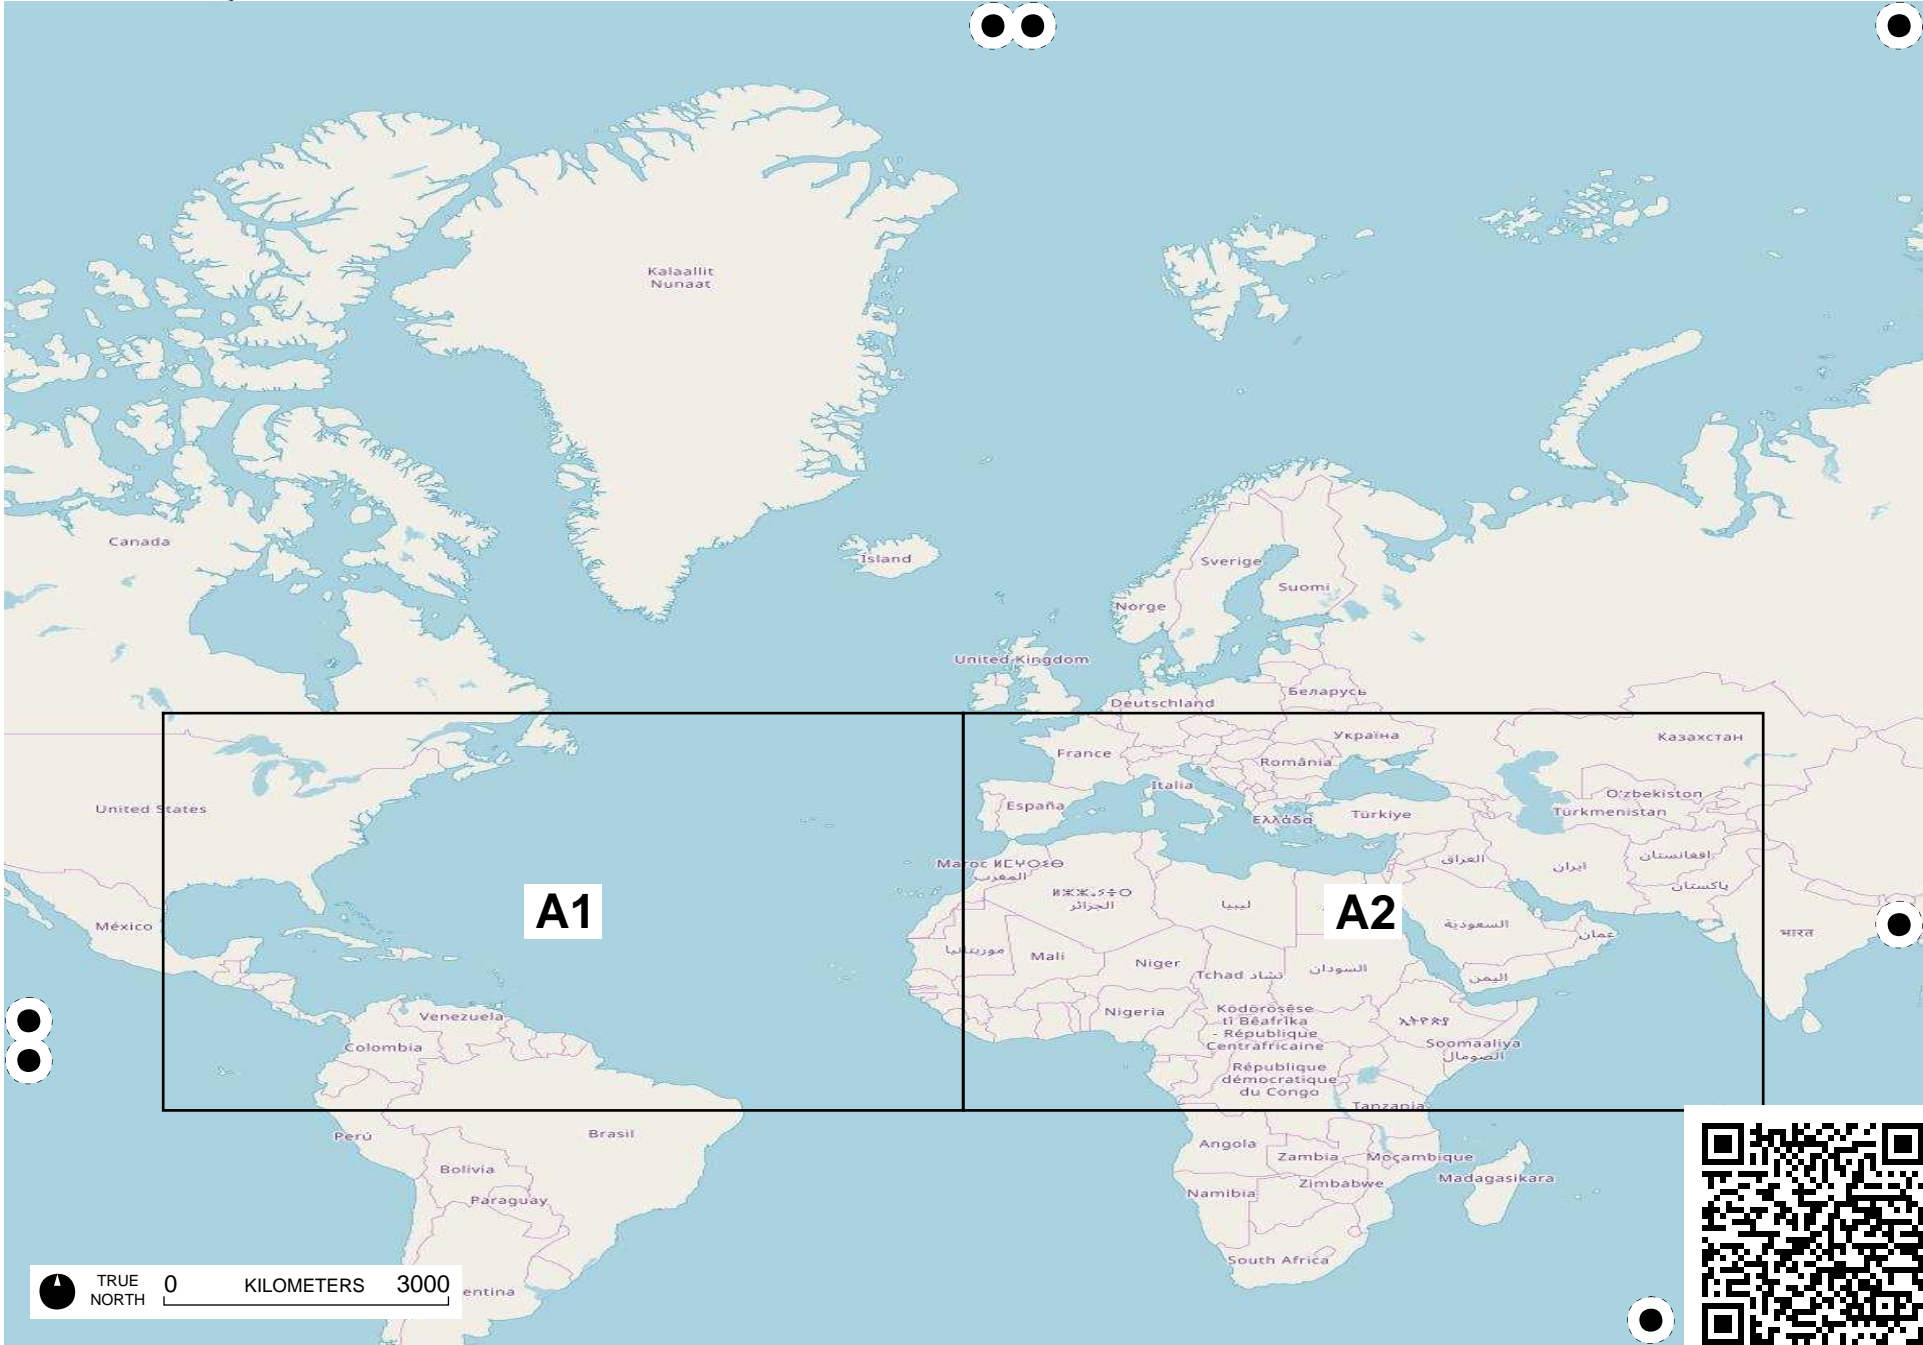 Kalaallit
Nunaat
Canada
Ísland
Sverige
Suomi
Norge
United Kingdom
Беларусь
Deutschland
Україна
Казахстан
France
România
Italia
United States
España
O'zbekiston
Türkmenistan
Ελλάδα
Türkiye
Maroc ⵍⵎⵖⵔⵉⴱ
المغرب
العراق
ایران
افغانستان
پاکستان
ⵍⵣⵣⴰⵢⴻⵔ
الجزائر
ليبيا
A1
A2
México
السعودية
عمان
भारत
موريتانيا
Mali
Niger
Tchad تشاد
السودان
اليمن
Venezuela
Nigeria
Ködörösêse
tî Bêafrîka
- République
Centrafricaine
ኢትዮጵያ
Soomaaliya
الصومال
Colombia
République
démocratique
du Congo
Tanzania
Perú
Brasil
Angola
Zambia
Moçambique
Bolivia
Madagasikara
Paraguay
Namibia
Zimbabwe
South Africa
TRUE
NORTH
0 KILOMETERS 3000
entina